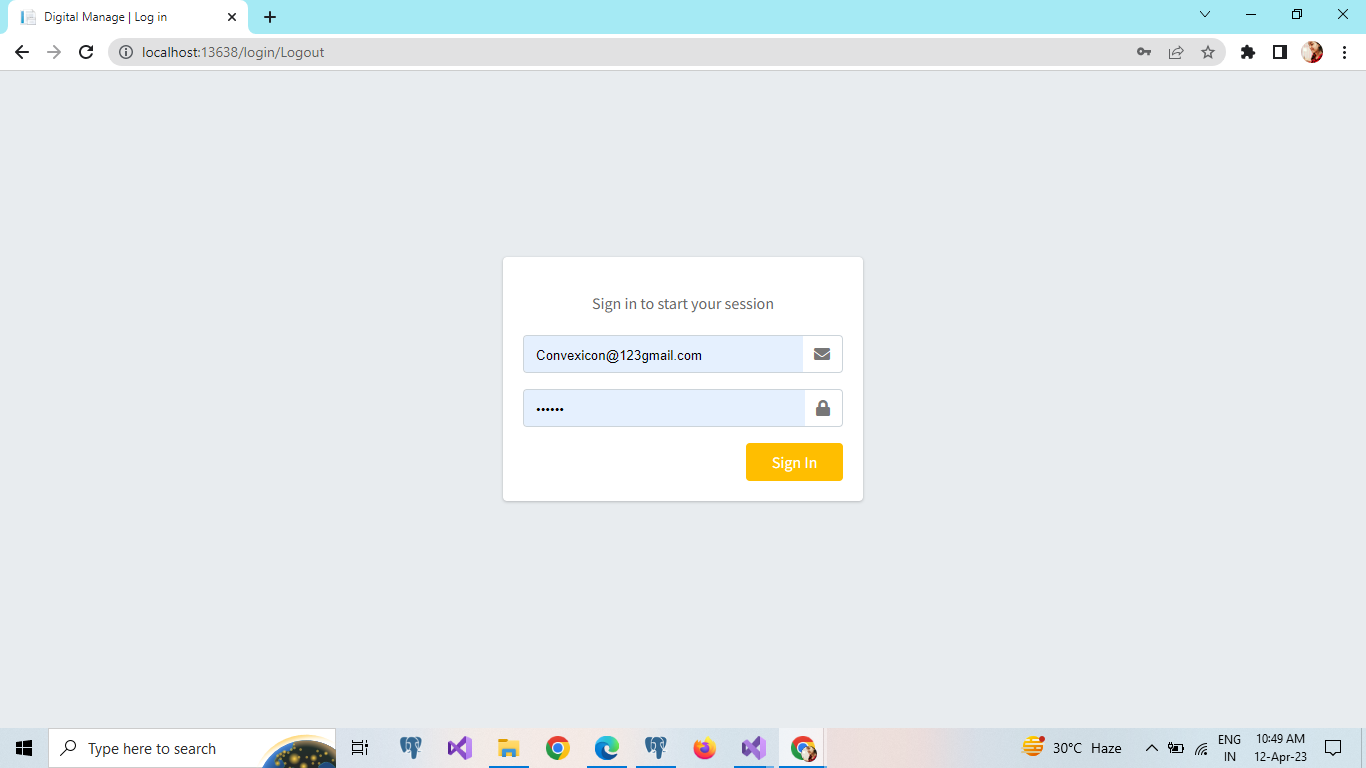 Digital Manage | Log in
localhost:13638/login/Logout
Sign in to start your session
Convexicon@123gmail.com
••••••
Sign In
Type here to search
30°C Haze
ENG
IN
10:49 AM
12-Apr-23